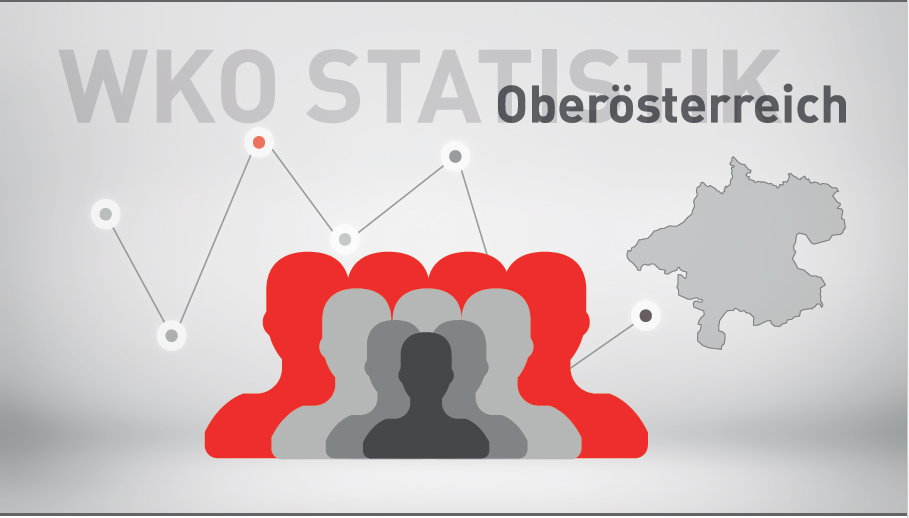 WKO STATISTIK
Oberösterreich